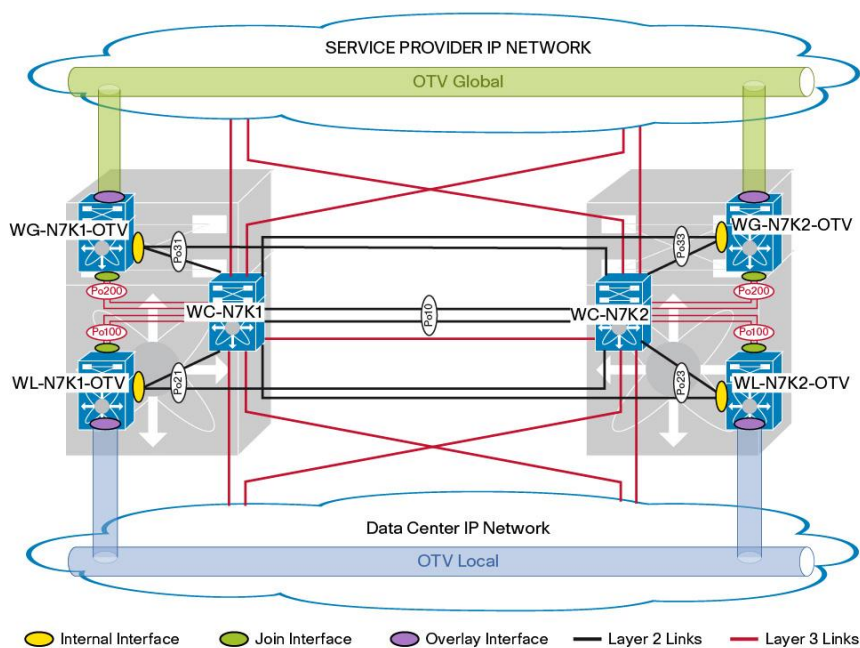 SERVICE PROVIDER IP NETWORK
OTV Global
WG-N7K1-OTV
WG-N7K2-OTV
Po31
Po33
Po200
Po200
WC-N7K1
Po10
WC-N7K2
Po100
Po100
WL-N7K1-OTV
Po21
Po23
WL-N7K2-OTV
Data Center IP Network
OTV Local
Internal Interface
Join Interface
Overlay Interface
Layer 2 Links
Layer 3 Links